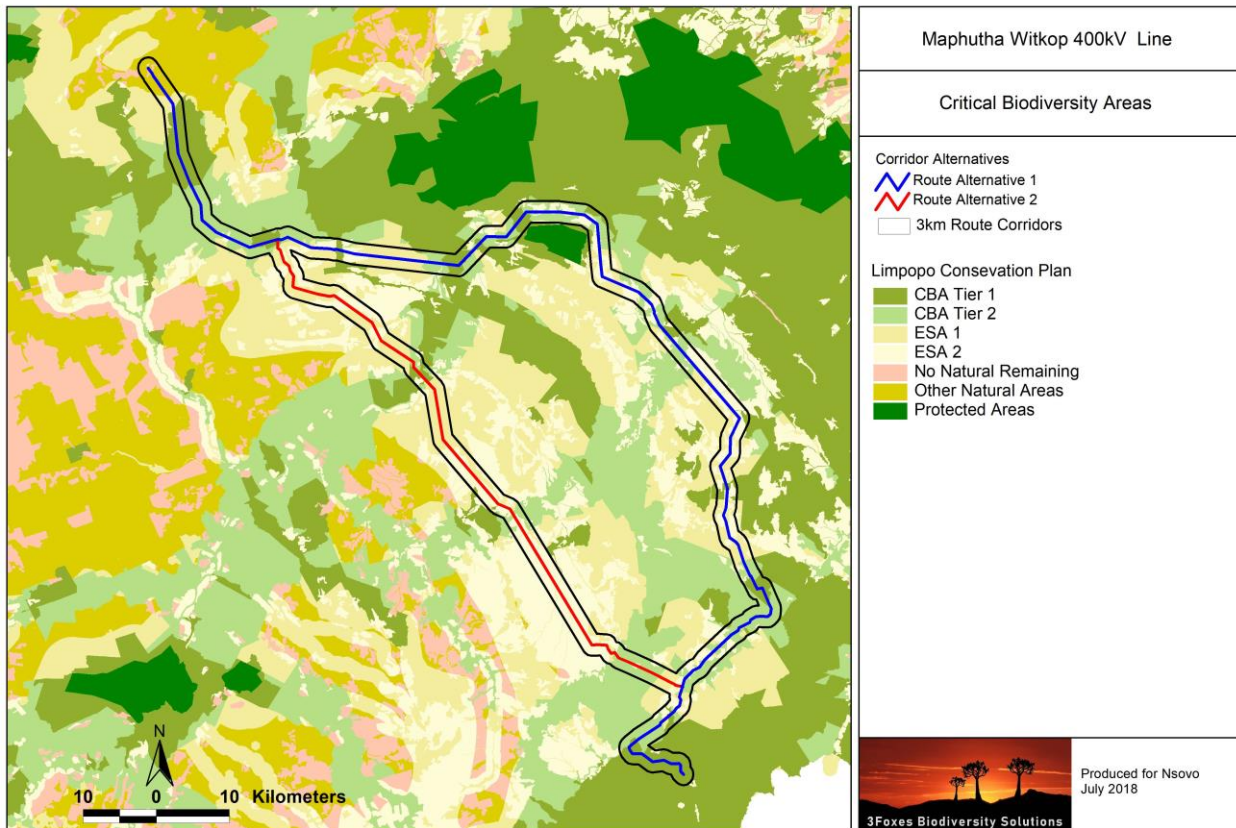 Maphutha Witkop 400kV Line
Critical Biodiversity Areas
Corridor Alternatives
Route Alternative 1
Route Alternative 2
3km Route Corridors
Limpopo Consevation Plan
CBA Tier 1
CBA Tier 2
ESA 1
ESA 2
No Natural Remaining
Other Natural Areas
Protected Areas
N
10 0 10 Kilometers
3Foxes Biodiversity Solutions
Produced for Nsovo
July 2018